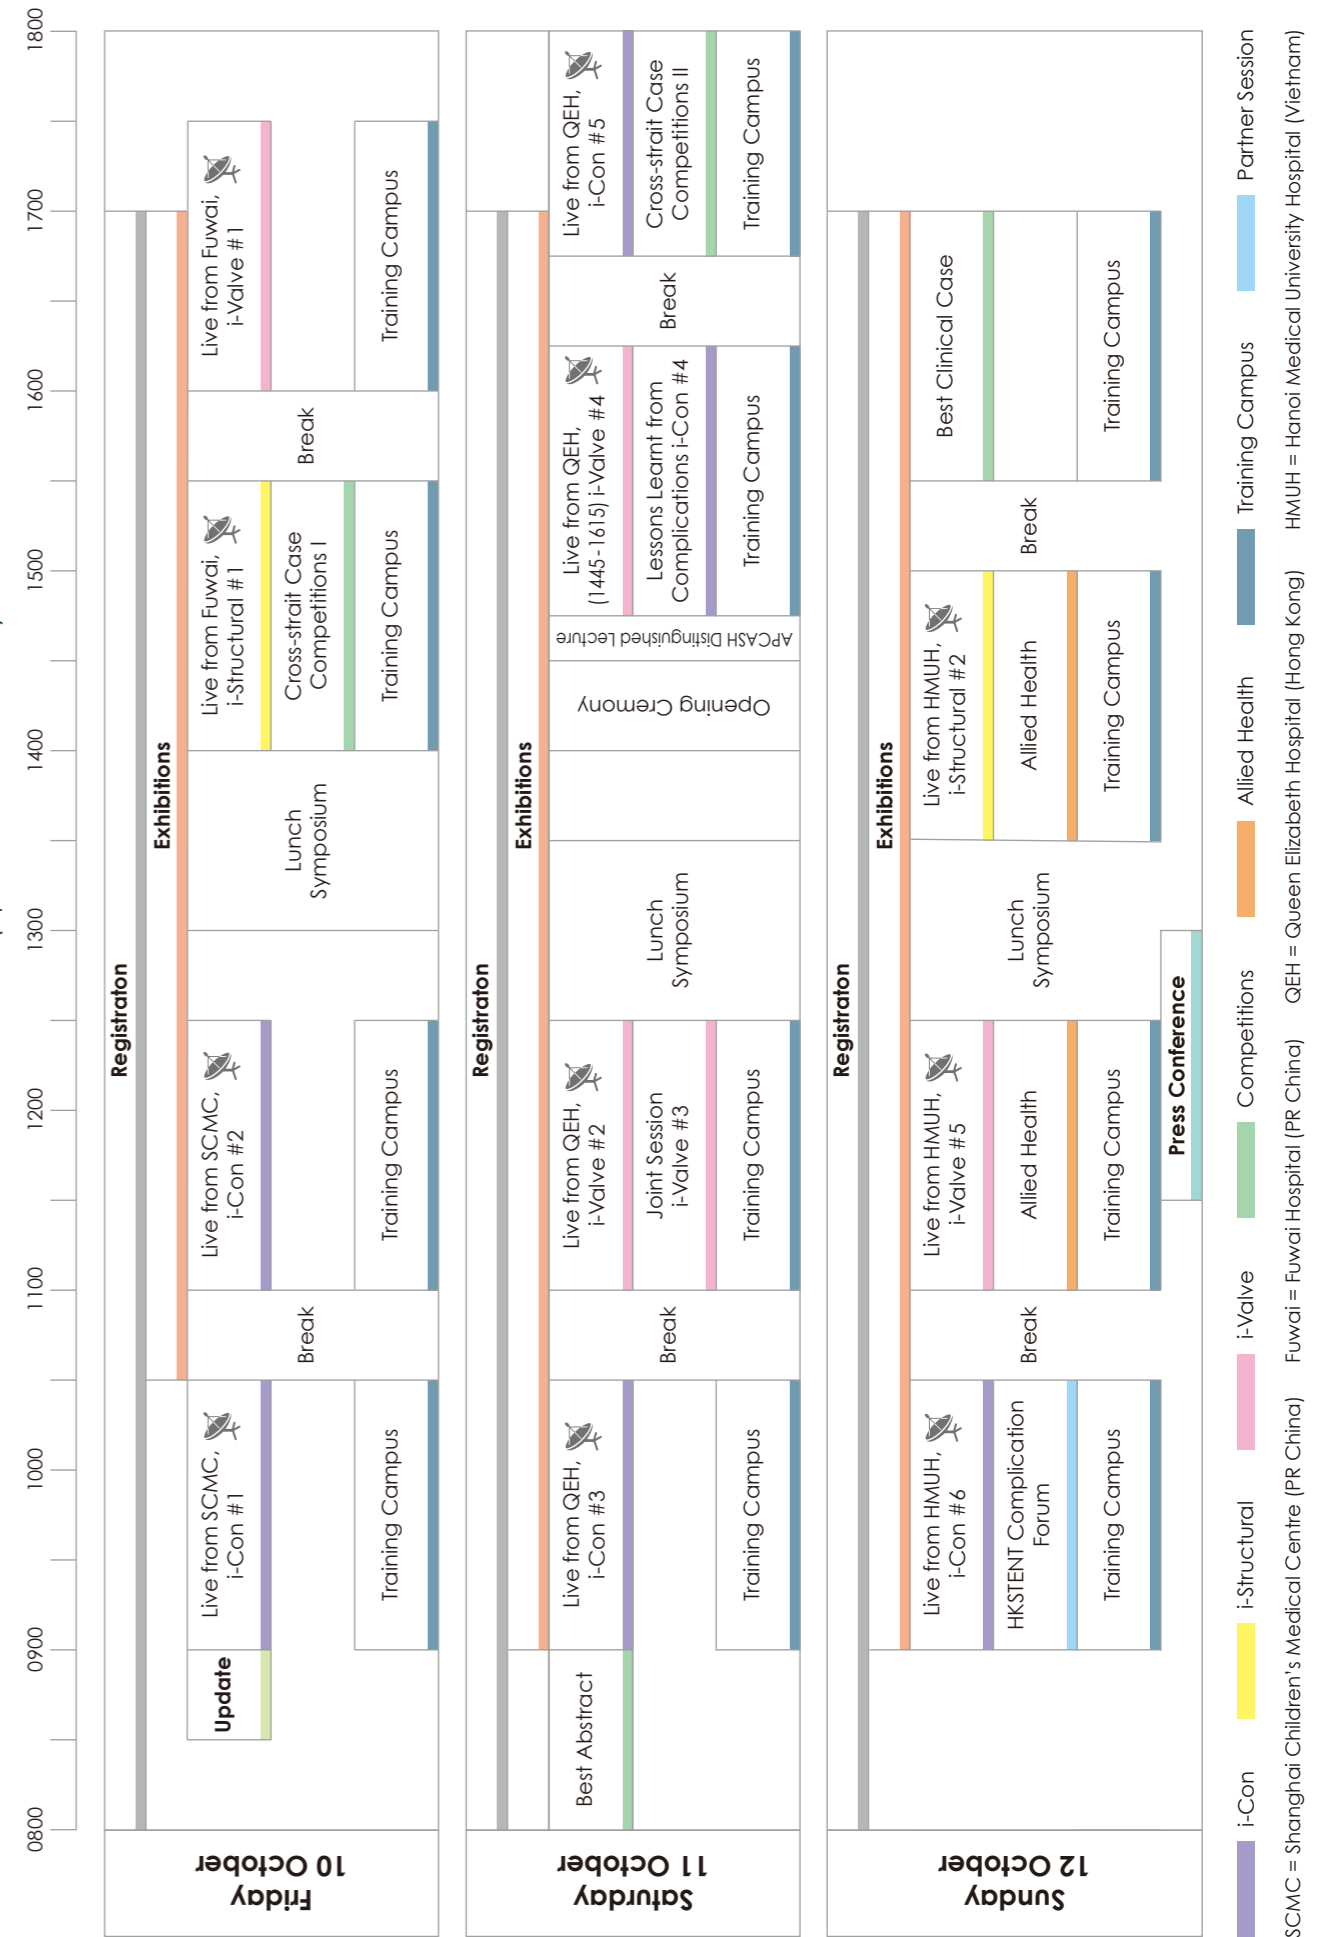 0800
0900
1000
1100
1200
1300
1400
1500
1600
1700
1800
Friday
10 October
Registraton
Exhibitions
Update
Live from SCMC,
i-Con #1
Training Campus
Break
Live from SCMC,
i-Con #2
Training Campus
Lunch
Symposium
Live from Fuwai,
i-Structural #1
Cross-strait Case
Competitions I
Training Campus
Break
Live from Fuwai,
i-Valve #1
Training Campus
Saturday
11 October
Registraton
Exhibitions
Best Abstract
Live from QEH,
i-Con #3
Training Campus
Break
Live from QEH,
i-Valve #2
Joint Session
i-Valve #3
Training Campus
Lunch
Symposium
Opening Cremony
APCASH Distinguished Lecture
Live from QEH,
(1445-1615) i-Valve #4
Lessons Learnt from
Complications i-Con #4
Training Campus
Break
Live from QEH,
i-Con #5
Cross-strait Case
Competitions II
Training Campus
Sunday
12 October
Registraton
Exhibitions
Live from HMUH,
i-Con #6
HKSTENT Complication
Forum
Training Campus
Break
Live from HMUH,
i-Valve #5
Allied Health
Training Campus
Press Conference
Lunch
Symposium
Live from HMUH,
i-Structural #2
Allied Health
Training Campus
Break
Best Clinical Case
Training Campus
i-Con
i-Structural
i-Valve
Competitions
Allied Health
Training Campus
Partner Session
SCMC = Shanghai Children's Medical Centre (PR China) Fuwai = Fuwai Hospital (PR China) QEH = Queen Elizabeth Hospital (Hong Kong) HMUH = Hanoi Medical University Hospital (Vietnam)